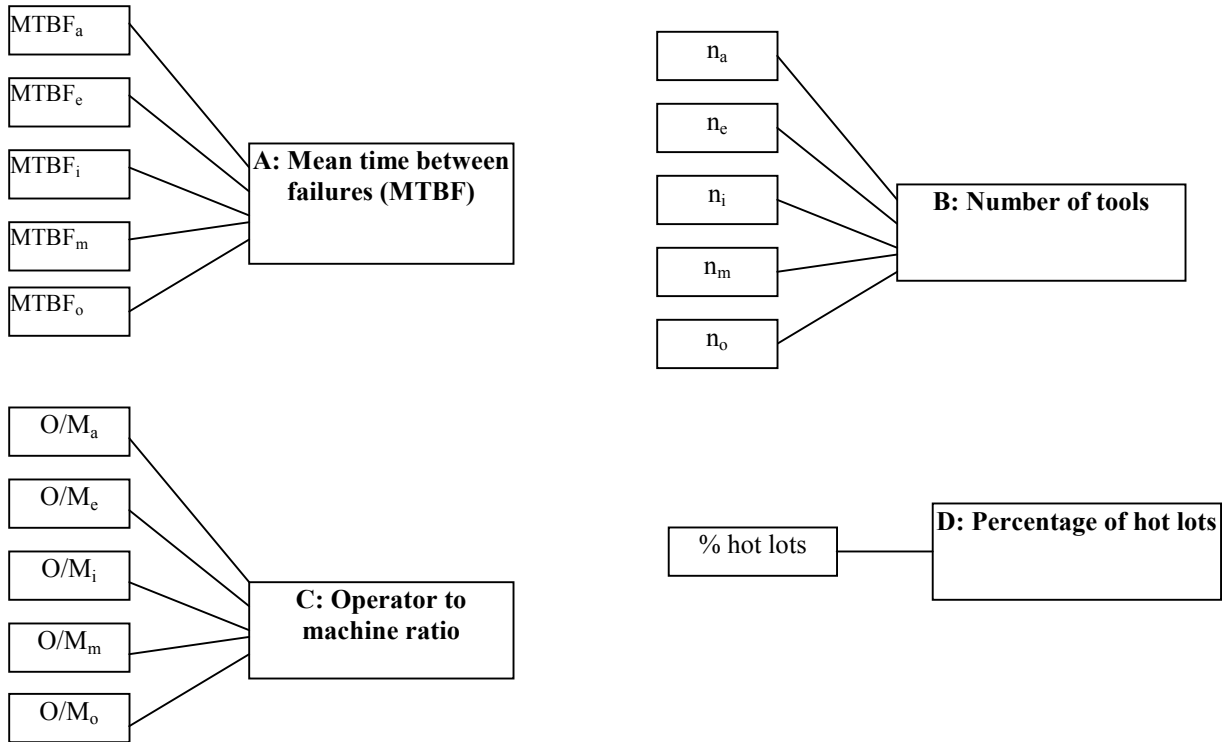 MTBFₐ
MTBFₑ
MTBFᵢ
MTBFₘ
MTBFₒ
A: Mean time between
failures (MTBF)
nₐ
nₑ
nᵢ
nₘ
nₒ
B: Number of tools
O/Mₐ
O/Mₑ
O/Mᵢ
O/Mₘ
O/Mₒ
C: Operator to
machine ratio
% hot lots
D: Percentage of hot lots